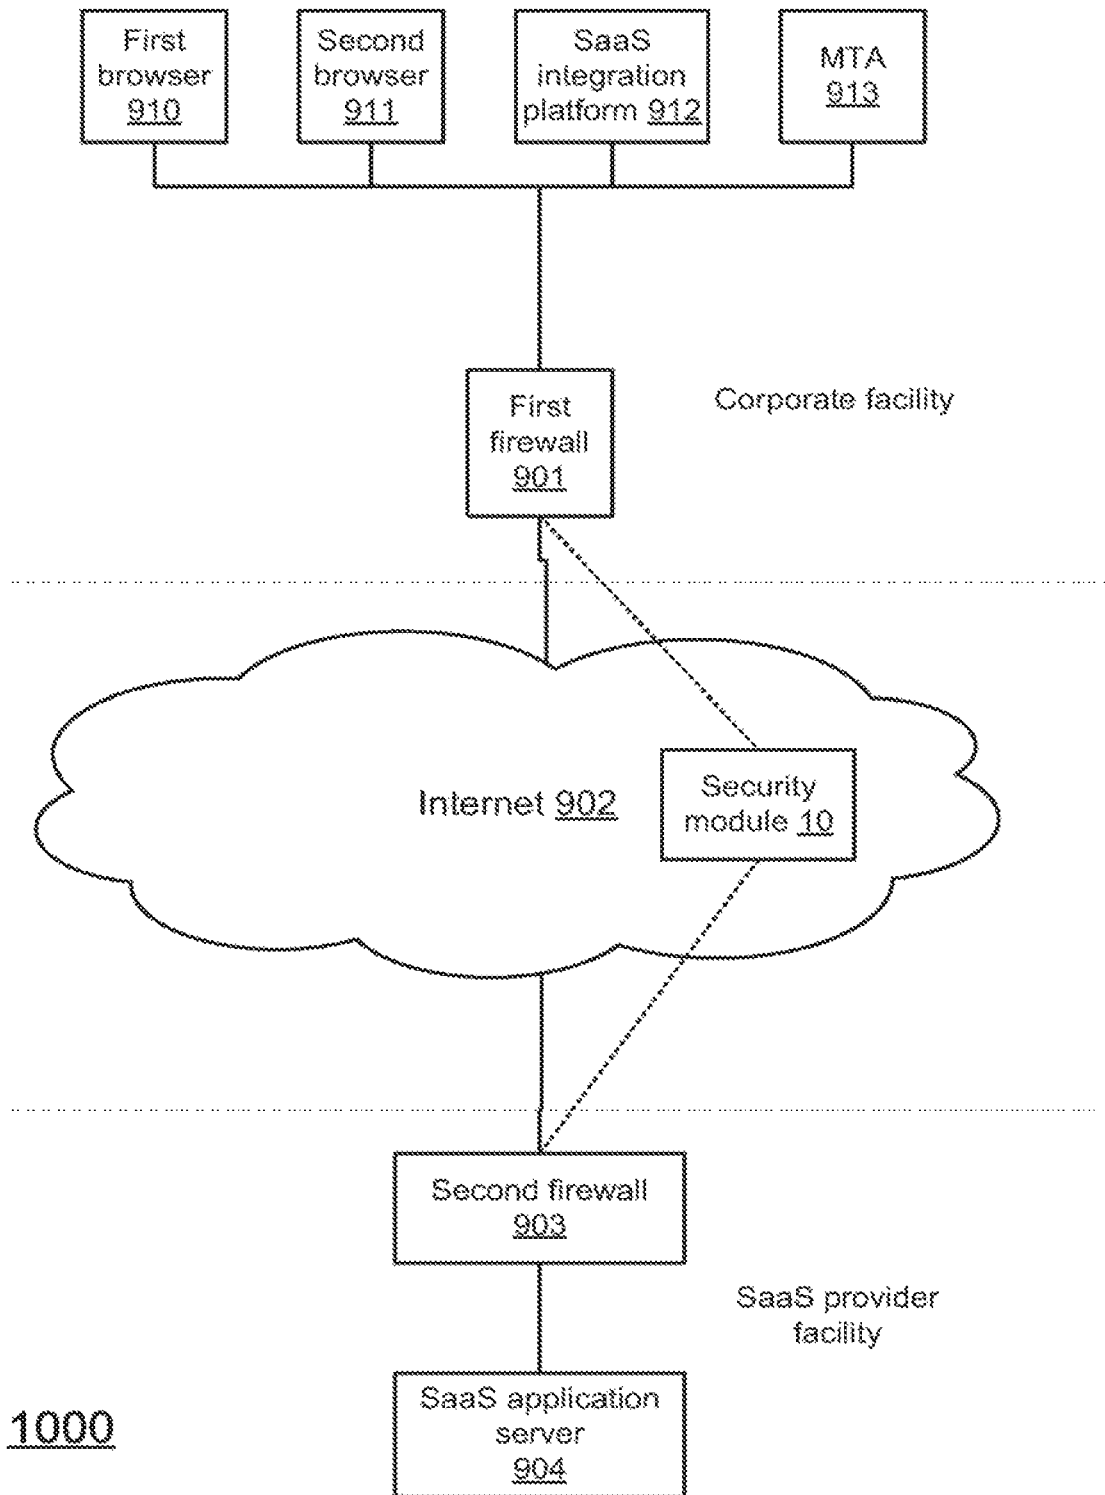 First
browser
910
Second
browser
911
SaaS
integration
platform 912
MTA
913
First
firewall
901
Corporate facility
Internet 902
Security
module 10
Second firewall
903
SaaS provider
facility
SaaS application
server
904
1000